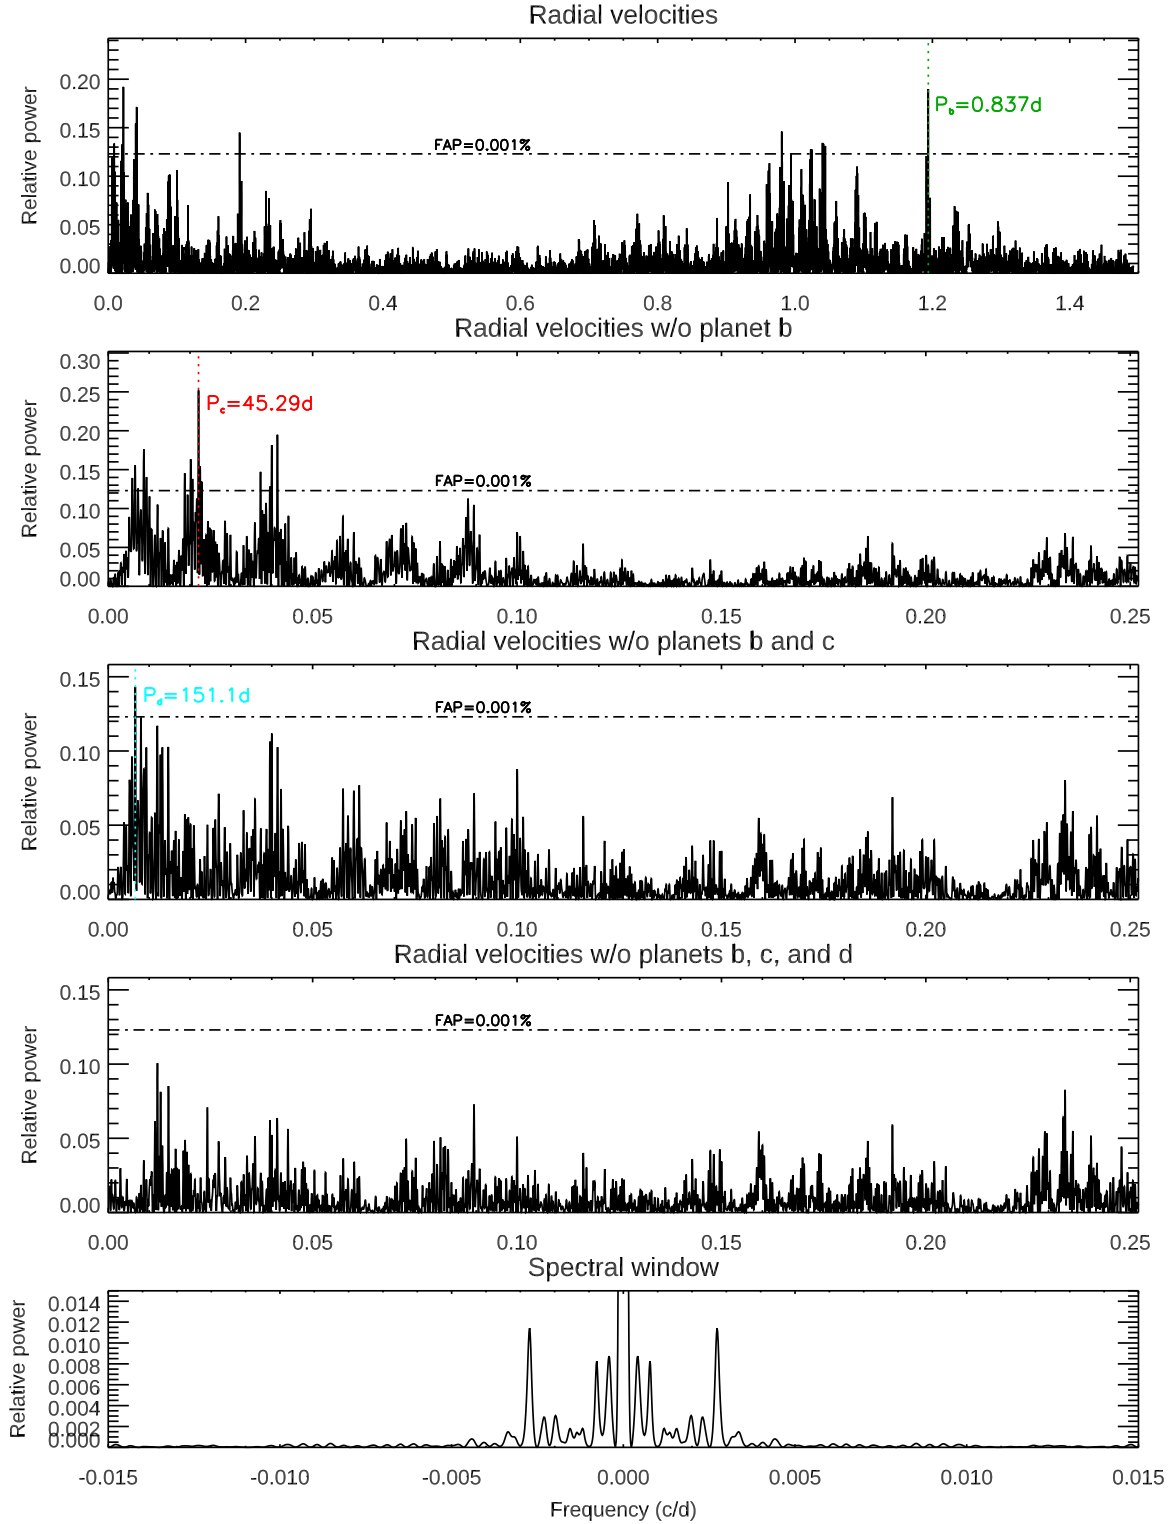 Radial velocities
Relative power
0.20
0.15
0.10
0.05
0.00
FAP=0.001%
Pb=0.837d
0.0 0.2 0.4 0.6 0.8 1.0 1.2 1.4
Radial velocities w/o planet b
Relative power
0.30
0.25
0.20
0.15
0.10
0.05
0.00
Pc=45.29d
FAP=0.001%
0.00 0.05 0.10 0.15 0.20 0.25
Radial velocities w/o planets b and c
Relative power
0.15
0.10
0.05
0.00
Pd=151.1d
FAP=0.001%
0.00 0.05 0.10 0.15 0.20 0.25
Radial velocities w/o planets b, c, and d
Relative power
0.15
0.10
0.05
0.00
FAP=0.001%
0.00 0.05 0.10 0.15 0.20 0.25
Spectral window
Relative power
0.014
0.012
0.010
0.008
0.006
0.004
0.002
0.000
-0.015 -0.010 -0.005 0.000 0.005 0.010 0.015
Frequency (c/d)